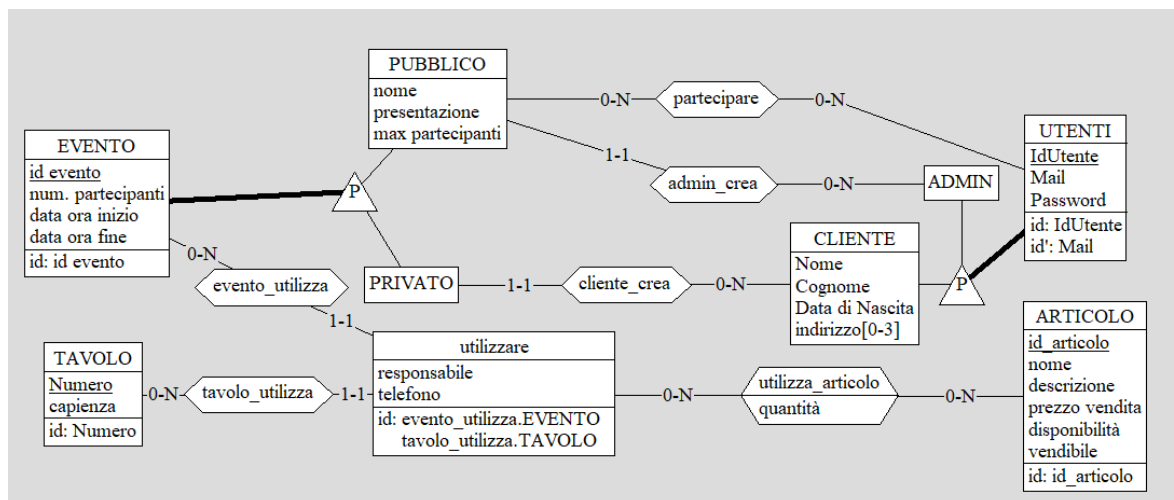 PUBBLICO
nome
presentazione
max partecipanti
0-N
partecipare
0-N
UTENTI
IdUtente
Mail
Password
id: IdUtente
id': Mail
EVENTO
id evento
num. partecipanti
data ora inizio
data ora fine
id: id evento
P
1-1
admin_crea
0-N
ADMIN
0-N
evento_utilizza
1-1
PRIVATO
1-1
cliente_crea
0-N
CLIENTE
Nome
Cognome
Data di Nascita
indirizzo[0-3]
P
TAVOLO
Numero
capienza
id: Numero
0-N
tavolo_utilizza
1-1
utilizzare
responsabile
telefono
id: evento_utilizza.EVENTO
tavolo_utilizza.TAVOLO
0-N
utilizza_articolo
quantità
0-N
ARTICOLO
id_articolo
nome
descrizione
prezzo vendita
disponibilità
vendibile
id: id_articolo